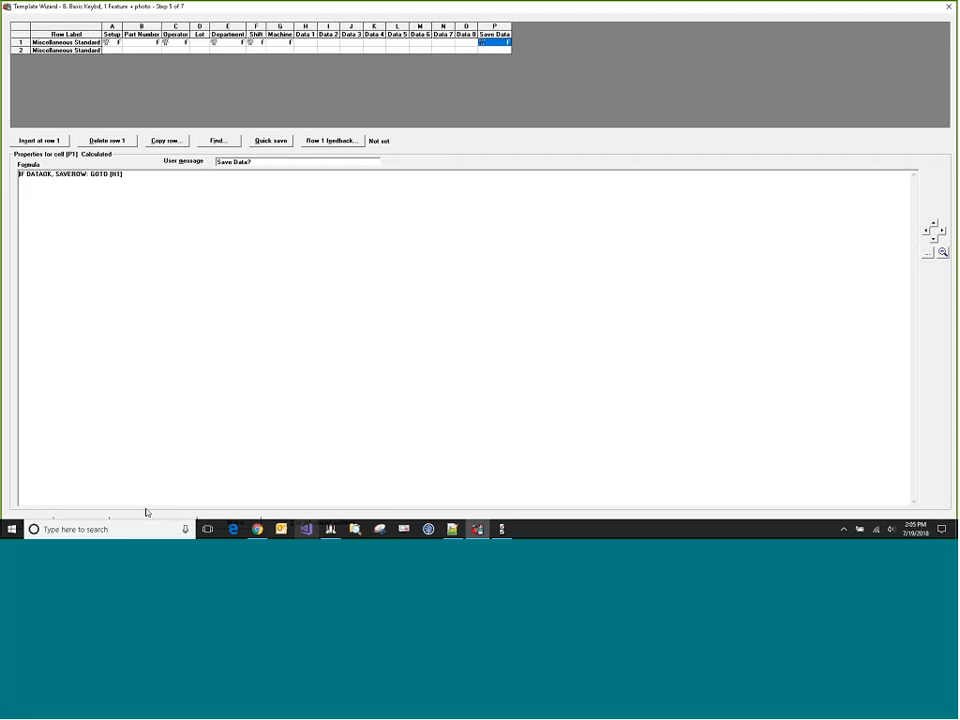 Template Wizard - B. Basic Keybd, 1 Feature + photo - Step 5 of 7
A B C D E F G H I J K L M N O P
Row Label Setup Part Number Operator Lot Department Shift Machine Data 1 Data 2 Data 3 Data 4 Data 5 Data 6 Data 7 Data 8 Save Data
1 Miscellaneous Standard F F F F F F F
2 Miscellaneous Standard
Insert at row 1 Delete row 1 Copy row... Find... Quick save Row 1 feedback... Not set
Properties for cell [P1] Calculated
User message Save Data?
Formula
IF DATAOK, SAVEROW: GOTO [H1]
Type here to search
2:05 PM
7/19/2018